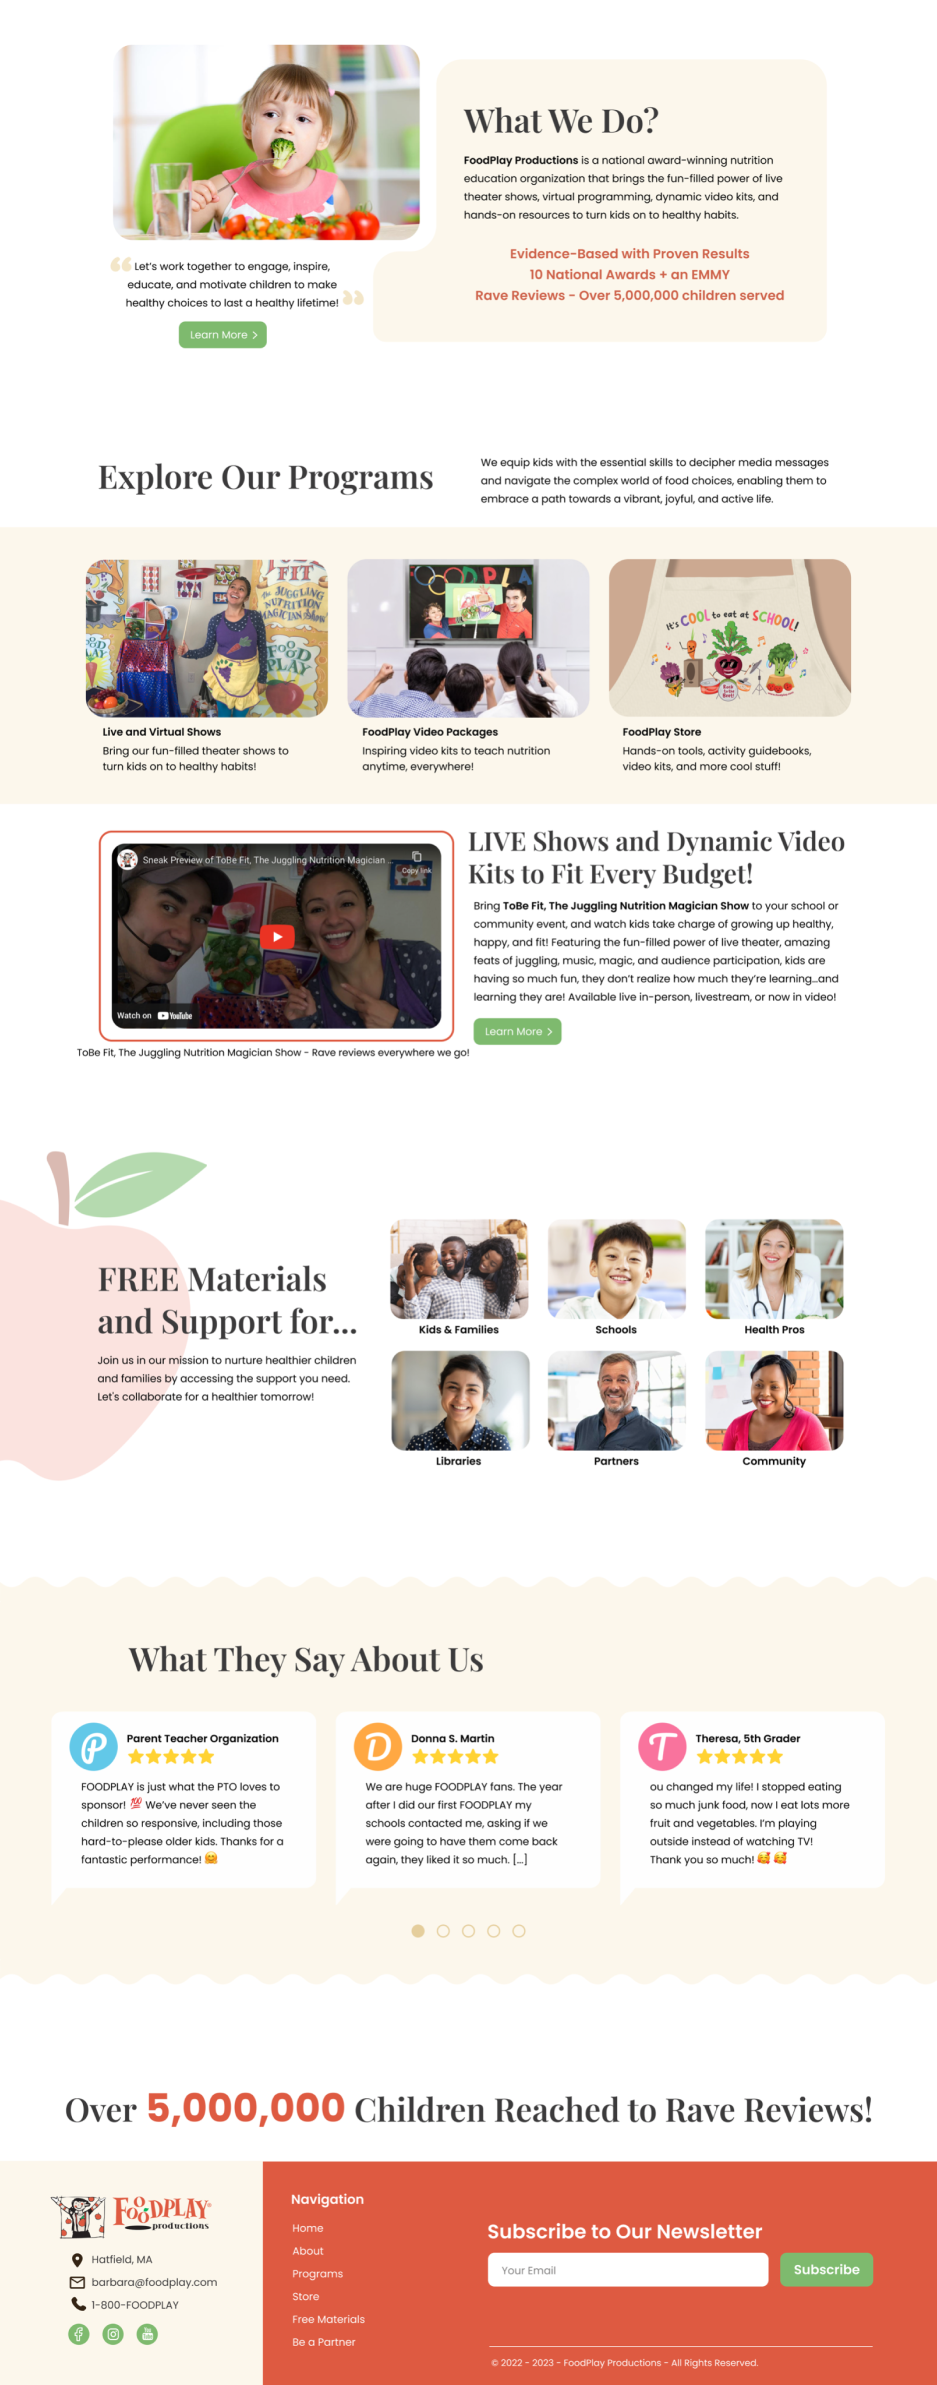 What We Do?
FoodPlay Productions is a national award-winning nutrition
education organization that brings the fun-filled power of live
theater shows, virtual programming, dynamic video kits, and
hands-on resources to turn kids on to healthy habits.
Evidence-Based with Proven Results
10 National Awards + an EMMY
Rave Reviews - Over 5,000,000 children served
“ Let's work together to engage, inspire,
educate, and motivate children to make
healthy choices to last a healthy lifetime! ”
Learn More >
Explore Our Programs
We equip kids with the essential skills to decipher media messages
and navigate the complex world of food choices, enabling them to
embrace a path towards a vibrant, joyful, and active life.
FIT
The JUGGLING
NUTRITION
MAGICIAN SHOW
FOOD
PLAY
OODPLA
IT'S COOL to eat at SCHOOL!
Live and Virtual Shows
Bring our fun-filled theater shows to
turn kids on to healthy habits!
FoodPlay Video Packages
Inspiring video kits to teach nutrition
anytime, everywhere!
FoodPlay Store
Hands-on tools, activity guidebooks,
video kits, and more cool stuff!
Sneak Preview of ToBe Fit, The Juggling Nutrition Magician ...
Copy link
Watch on YouTube
ToBe Fit, The Juggling Nutrition Magician Show - Rave reviews everywhere we go!
LIVE Shows and Dynamic Video
Kits to Fit Every Budget!
Bring ToBe Fit, The Juggling Nutrition Magician Show to your school or
community event, and watch kids take charge of growing up healthy,
happy, and fit! Featuring the fun-filled power of live theater, amazing
feats of juggling, music, magic, and audience participation, kids are
having so much fun, they don't realize how much they're learning...and
learning they are! Available live in-person, livestream, or now in video!
Learn More >
FREE Materials
and Support for...
Join us in our mission to nurture healthier children
and families by accessing the support you need.
Let's collaborate for a healthier tomorrow!
Kids & Families
Schools
Health Pros
Libraries
Partners
Community
What They Say About Us
P
Parent Teacher Organization
⭐⭐⭐⭐⭐
FOODPLAY is just what the PTO loves to
sponsor! 💯 We've never seen the
children so responsive, including those
hard-to-please older kids. Thanks for a
fantastic performance! 🤗
D
Donna S. Martin
⭐⭐⭐⭐⭐
We are huge FOODPLAY fans. The year
after I did our first FOODPLAY my
schools contacted me, asking if we
were going to have them come back
again, they liked it so much. [...]
T
Theresa, 5th Grader
⭐⭐⭐⭐⭐
ou changed my life! I stopped eating
so much junk food, now I eat lots more
fruit and vegetables. I'm playing
outside instead of watching TV!
Thank you so much! 🥰 🥰
Over 5,000,000 Children Reached to Rave Reviews!
FOODPLAY®
productions
Hatfield, MA
barbara@foodplay.com
1-800-FOODPLAY
Navigation
Home
About
Programs
Store
Free Materials
Be a Partner
Subscribe to Our Newsletter
Your Email
Subscribe
© 2022 - 2023 - FoodPlay Productions - All Rights Reserved.